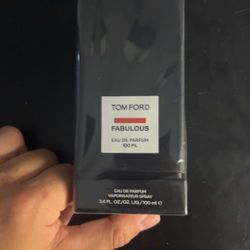 TOM FORD
FABULOUS
EAU DE PARFUM
100 ML
EAU DE PARFUM
VAPORISATEUR SPRAY
3.4 FL. OZ./OZ. LIQ./100 ml ℮